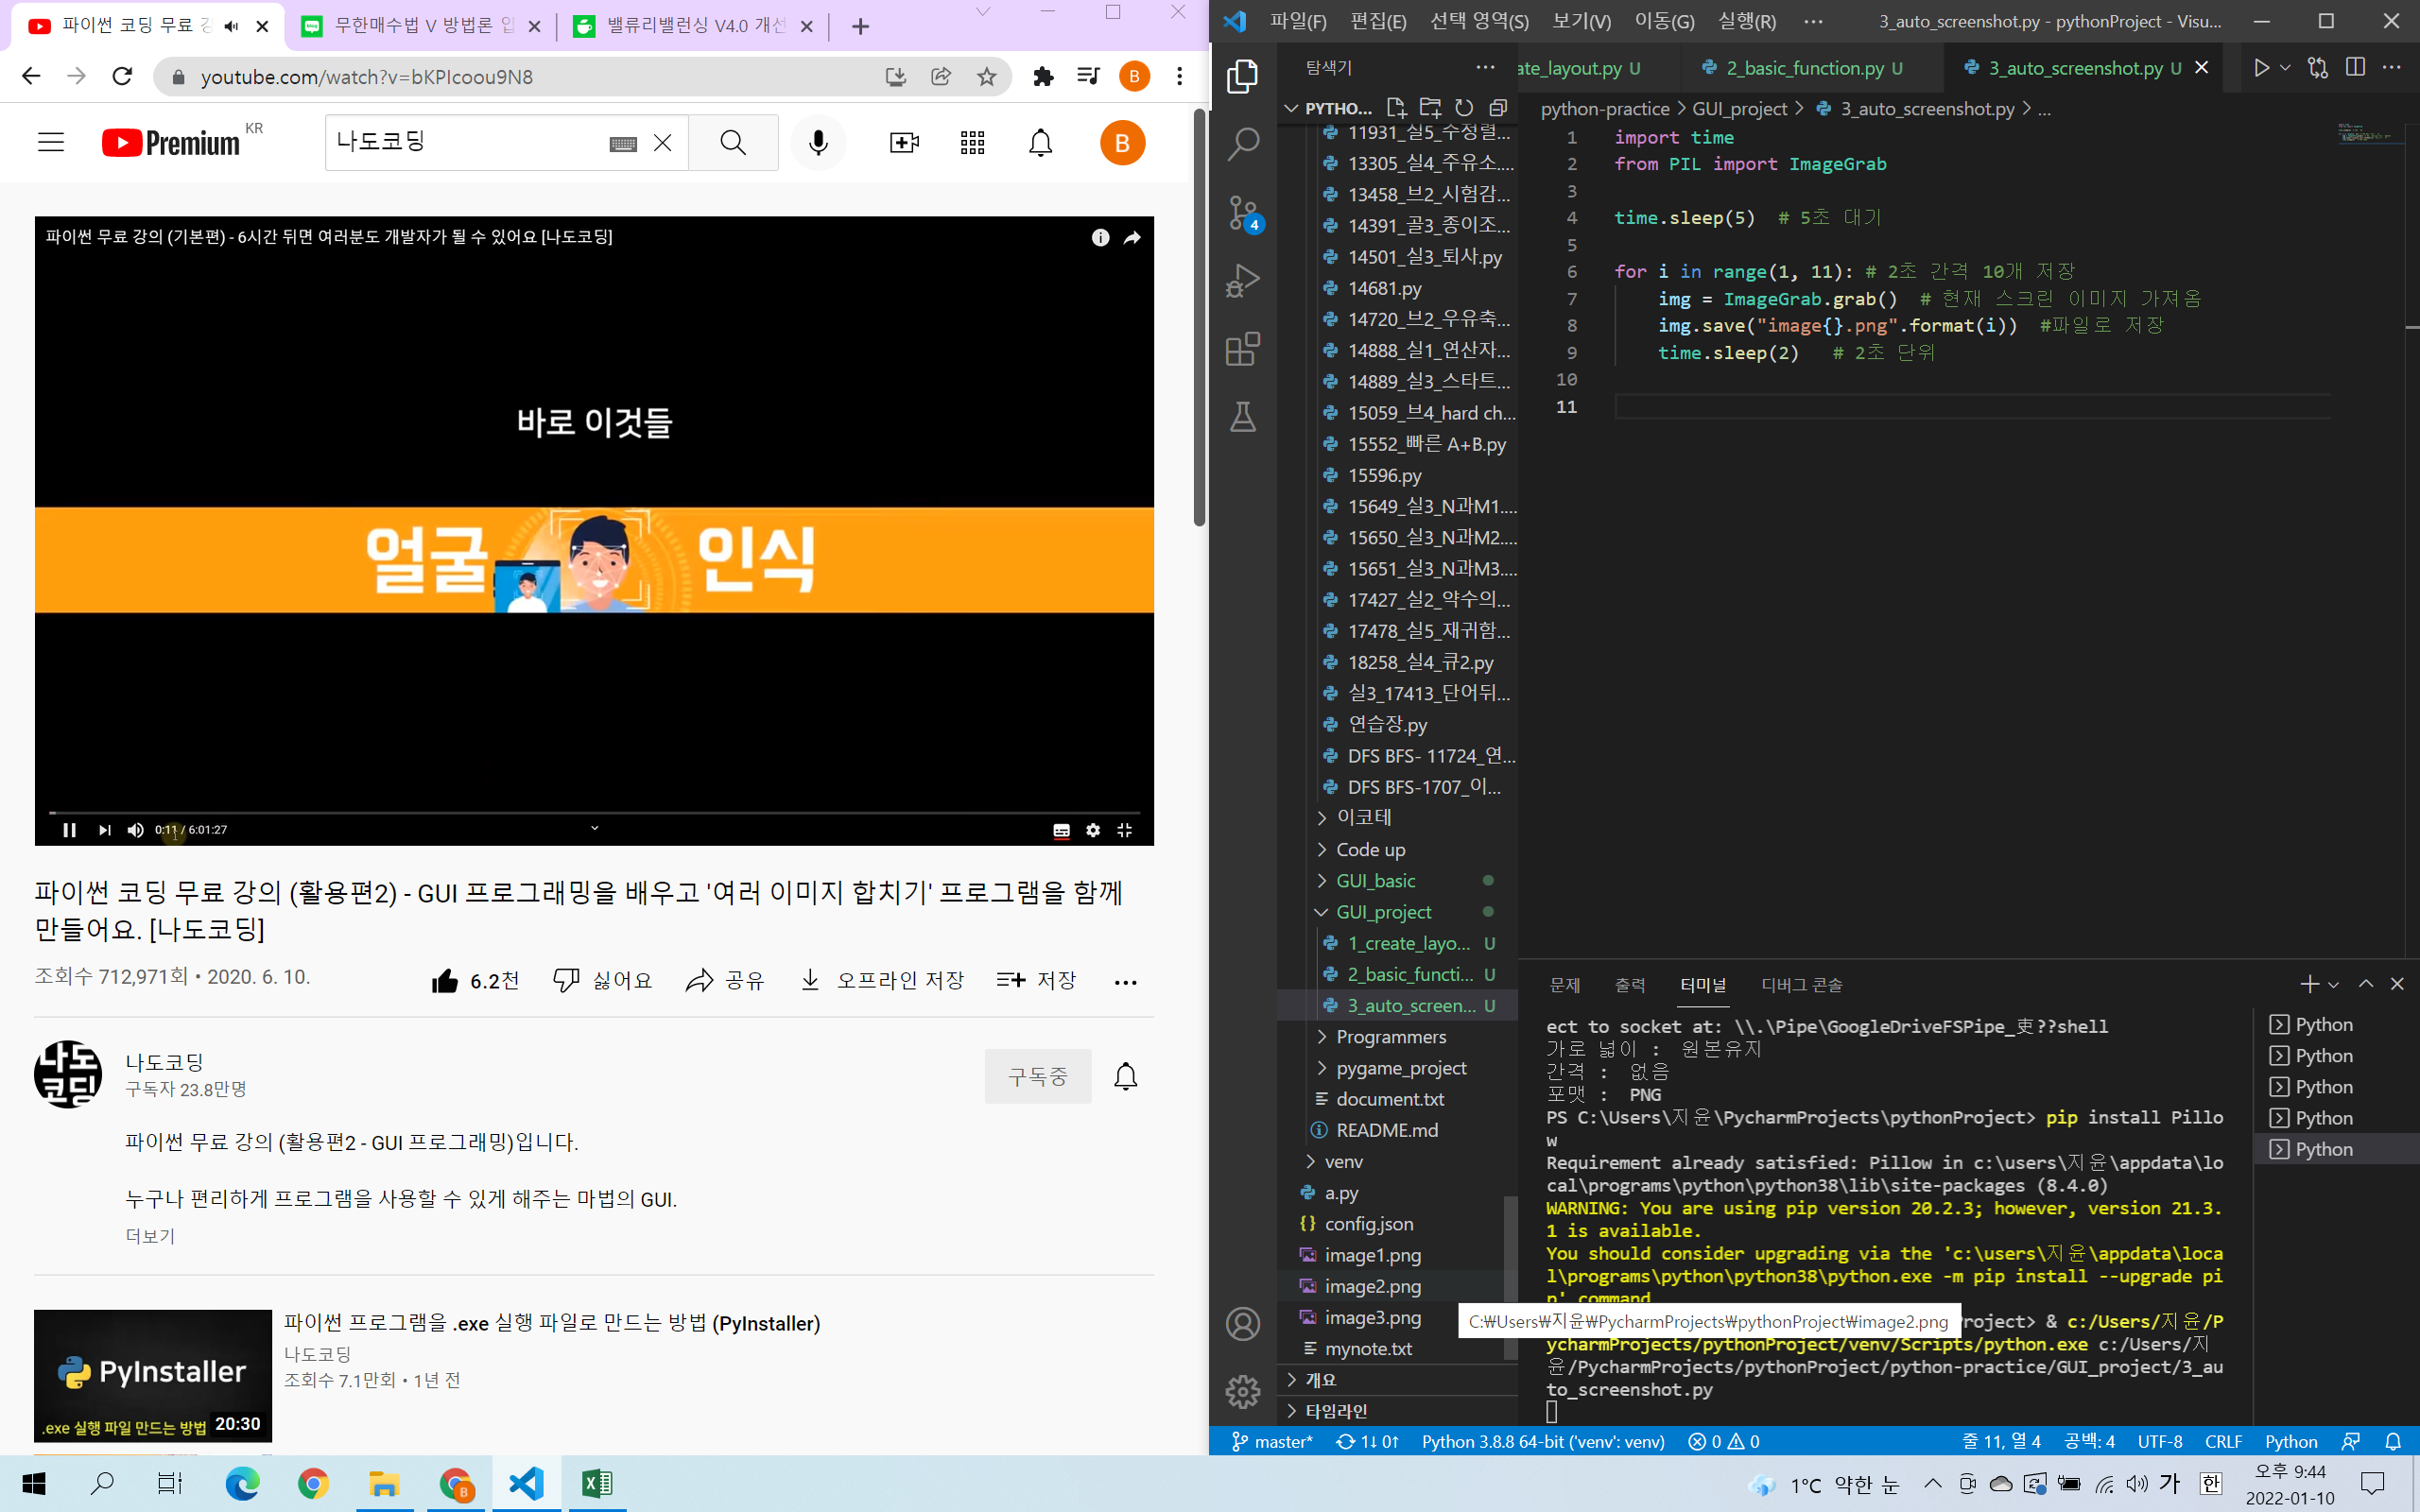 파이썬 코딩 무료 강
무한매수법 V 방법론 입
밸류리밸런싱 V4.0 개선
youtube.com/watch?v=bKPIcoou9N8
B
Premium KR
나도코딩
B
파이썬 무료 강의 (기본편) - 6시간 뒤면 여러분도 개발자가 될 수 있어요 [나도코딩]
바로 이것들
얼굴 인식
0:11 / 6:01:27
파이썬 코딩 무료 강의 (활용편2) - GUI 프로그래밍을 배우고 '여러 이미지 합치기' 프로그램을 함께
만들어요. [나도코딩]
조회수 712,971회 • 2020. 6. 10.
6.2천 싫어요 공유 오프라인 저장 저장
나도코딩
나도코딩
구독자 23.8만명
구독중
파이썬 무료 강의 (활용편2 - GUI 프로그래밍)입니다.
누구나 편리하게 프로그램을 사용할 수 있게 해주는 마법의 GUI.
더보기
PyInstaller
.exe 실행 파일 만드는 방법 20:30
파이썬 프로그램을 .exe 실행 파일로 만드는 방법 (PyInstaller)
나도코딩
조회수 7.1만회 • 1년 전
파일(F) 편집(E) 선택 영역(S) 보기(V) 이동(G) 실행(R) ···
3_auto_screenshot.py - pythonProject - Visu...
탐색기 ···
ate_layout.py U
2_basic_function.py U
3_auto_screenshot.py U
4
PYTHO...
11931_실5_수정렬...
13305_실4_주유소....
13458_브2_시험감...
14391_골3_종이조...
14501_실3_퇴사.py
14681.py
14720_브2_우유축...
14888_실1_연산자...
14889_실3_스타트...
15059_브4_hard ch...
15552_빠른 A+B.py
15596.py
15649_실3_N과M1....
15650_실3_N과M2....
15651_실3_N과M3....
17427_실2_약수의...
17478_실5_재귀함...
18258_실4_큐2.py
실3_17413_단어뒤...
연습장.py
DFS BFS- 11724_연...
DFS BFS-1707_이...
이코테
Code up
GUI_basic
GUI_project
1_create_layo... U
2_basic_functi... U
3_auto_screen... U
Programmers
pygame_project
document.txt
README.md
venv
a.py
config.json
image1.png
image2.png
image3.png
mynote.txt
개요
타임라인
python-practice > GUI_project > 3_auto_screenshot.py > ...
1 import time
2 from PIL import ImageGrab
3
4 time.sleep(5)  # 5초 대기
5
6 for i in range(1, 11): # 2초 간격 10개 저장
7     img = ImageGrab.grab()  # 현재 스크린 이미지 가져옴
8     img.save("image{}.png".format(i))  #파일로 저장
9     time.sleep(2)   # 2초 단위
10
11
문제 출력 터미널 디버그 콘솔
ect to socket at: \\.\Pipe\GoogleDriveFSPipe_吏??shell
가로 넓이 :  원본유지
간격 :  없음
포맷 :  PNG
PS C:\Users\지윤\PycharmProjects\pythonProject> pip install Pillo
w
Requirement already satisfied: Pillow in c:\users\지윤\appdata\lo
cal\programs\python\python38\lib\site-packages (8.4.0)
WARNING: You are using pip version 20.2.3; however, version 21.3.
1 is available.
You should consider upgrading via the 'c:\users\지윤\appdata\loca
l\programs\python\python38\python.exe -m pip install --upgrade pi
p' command
C:₩Users₩지윤₩PycharmProjects₩pythonProject₩image2.png
Project> & c:/Users/지윤/P
ycharmProjects/pythonProject/venv/Scripts/python.exe c:/Users/지
윤/PycharmProjects/pythonProject/python-practice/GUI_project/3_au
to_screenshot.py
Python
Python
Python
Python
Python
master* 1↓ 0↑ Python 3.8.8 64-bit ('venv': venv) 0 0
줄 11, 열 4 공백: 4 UTF-8 CRLF Python
1°C 약한 눈
가 한
오후 9:44
2022-01-10